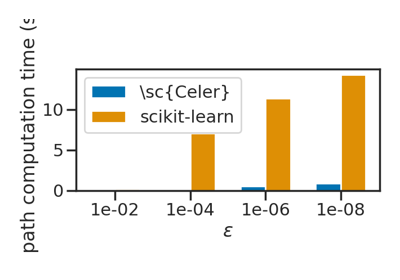 path computation time (s
\sc{Celer}
scikit-learn
10
5
0
1e-02 1e-04 1e-06 1e-08
ε